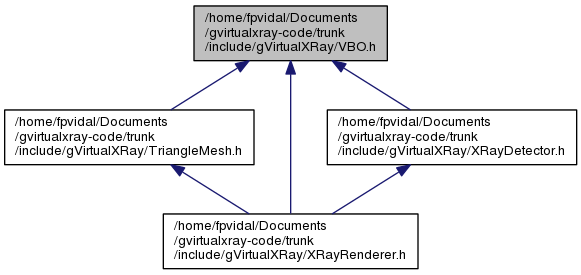 /home/fpvidal/Documents
/gvirtualxray-code/trunk
/include/gVirtualXRay/VBO.h
/home/fpvidal/Documents
/gvirtualxray-code/trunk
/include/gVirtualXRay/TriangleMesh.h
/home/fpvidal/Documents
/gvirtualxray-code/trunk
/include/gVirtualXRay/XRayDetector.h
/home/fpvidal/Documents
/gvirtualxray-code/trunk
/include/gVirtualXRay/XRayRenderer.h